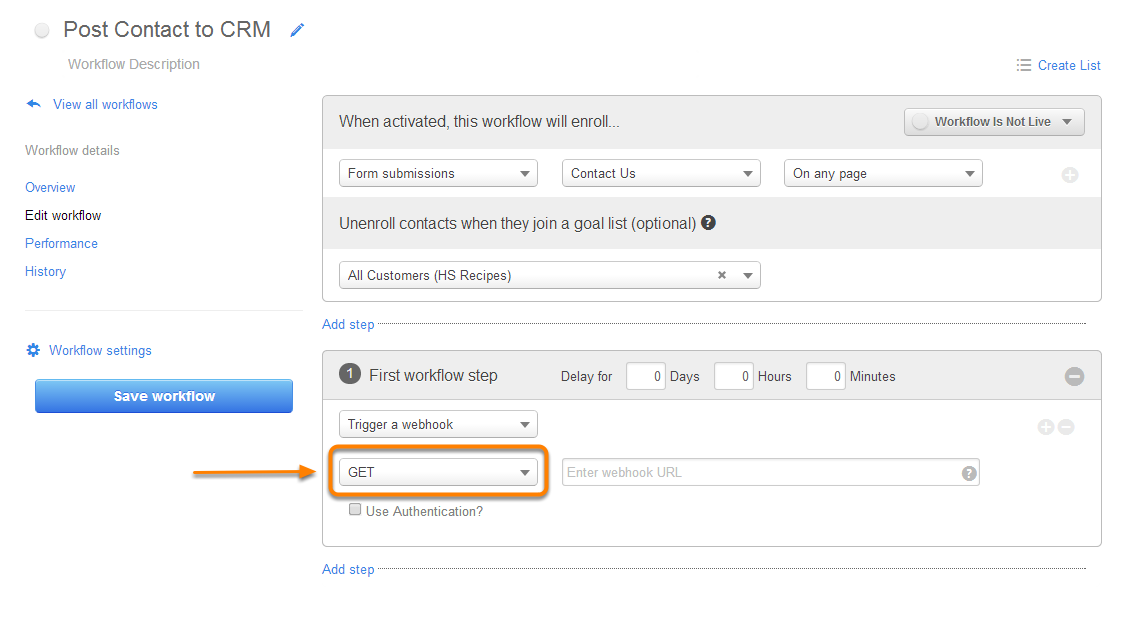 Post Contact to CRM
Workflow Description
Create List
View all workflows
Workflow details
Overview
Edit workflow
Performance
History
Workflow settings
Save workflow
When activated, this workflow will enroll...
Workflow Is Not Live
Form submissions
Contact Us
On any page
Unenroll contacts when they join a goal list (optional) ?
All Customers (HS Recipes) ×
Add step
1 First workflow step Delay for 0 Days 0 Hours 0 Minutes
Trigger a webhook
GET
Enter webhook URL ?
Use Authentication?
Add step